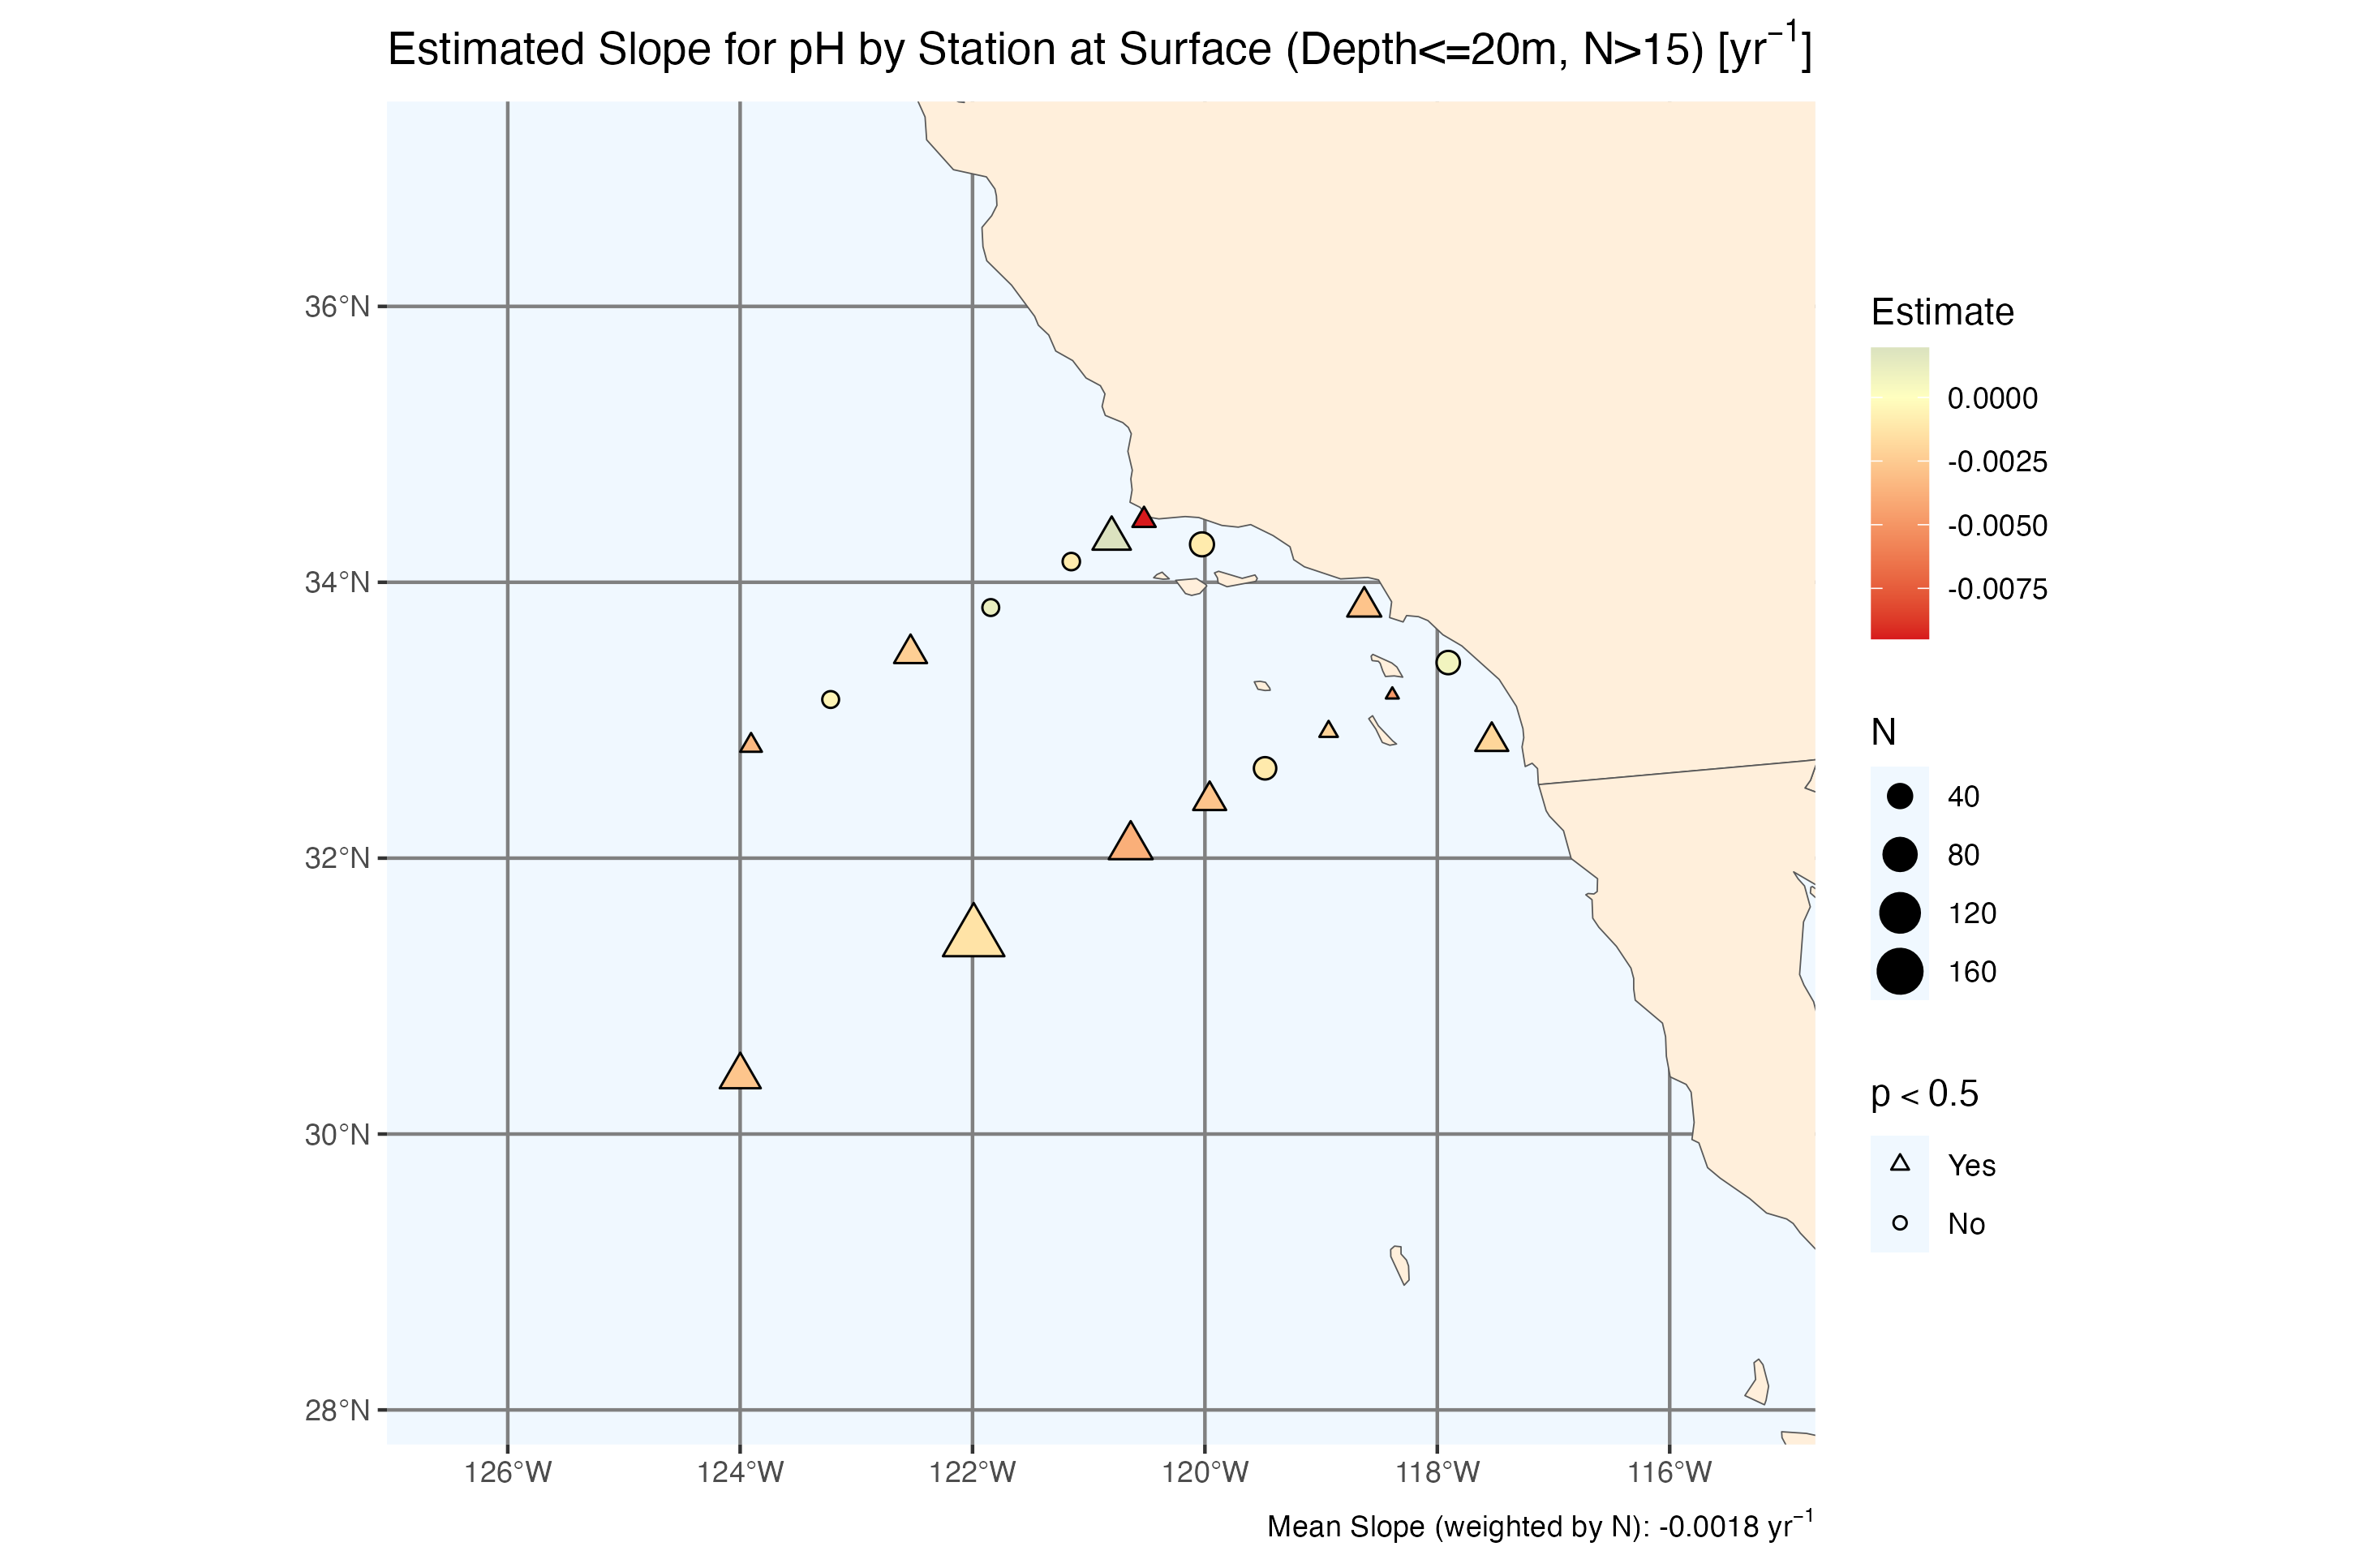 Estimated Slope for pH by Station at Surface (Depth<=20m, N>15) [yr⁻¹]
36°N
34°N
32°N
30°N
28°N
126°W
124°W
122°W
120°W
118°W
116°W
Estimate
0.0000
-0.0025
-0.0050
-0.0075
N
40
80
120
160
p < 0.5
Yes
No
Mean Slope (weighted by N): -0.0018 yr⁻¹